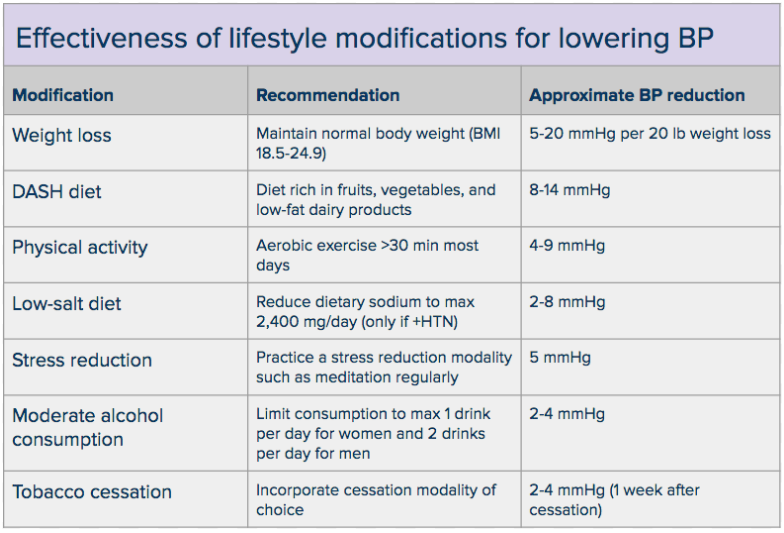 Effectiveness of lifestyle modifications for lowering BP
Modification
Recommendation
Approximate BP reduction
Weight loss
Maintain normal body weight (BMI
18.5-24.9)
5-20 mmHg per 20 lb weight loss
DASH diet
Diet rich in fruits, vegetables, and
low-fat dairy products
8-14 mmHg
Physical activity
Aerobic exercise >30 min most
days
4-9 mmHg
Low-salt diet
Reduce dietary sodium to max
2,400 mg/day (only if +HTN)
2-8 mmHg
Stress reduction
Practice a stress reduction modality
such as meditation regularly
5 mmHg
Moderate alcohol
consumption
Limit consumption to max 1 drink
per day for women and 2 drinks
per day for men
2-4 mmHg
Tobacco cessation
Incorporate cessation modality of
choice
2-4 mmHg (1 week after
cessation)